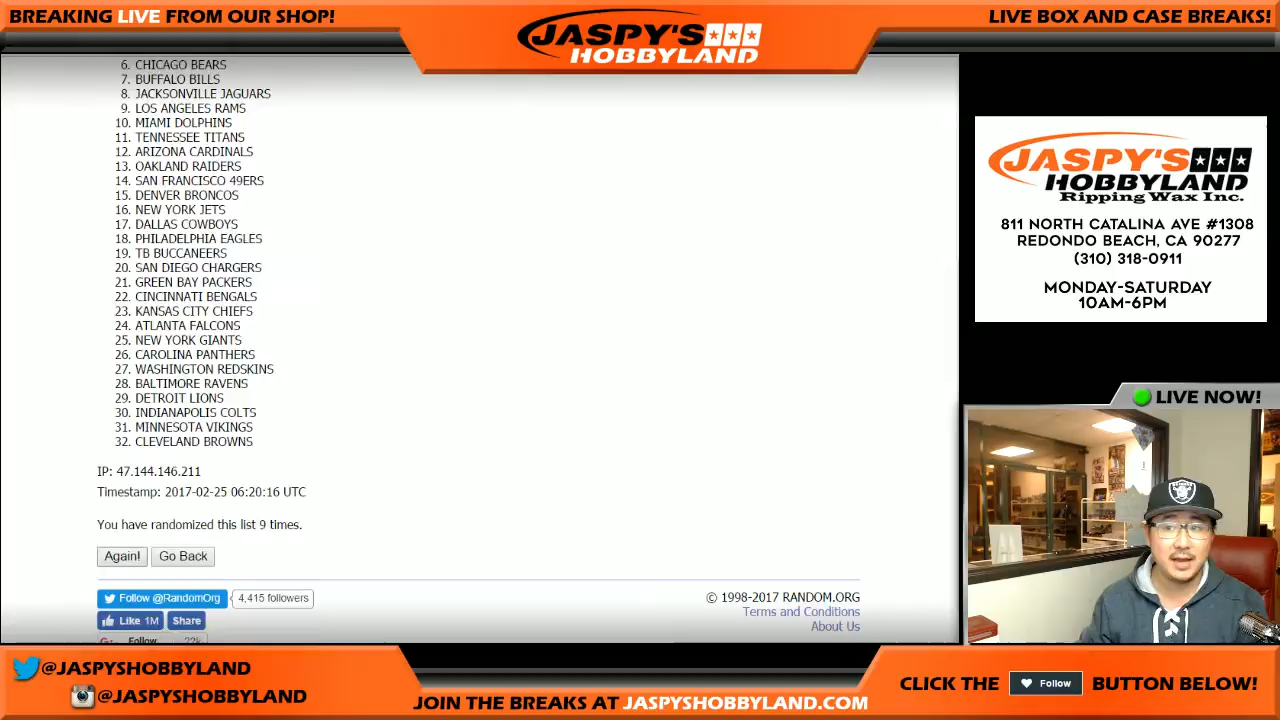 BREAKING LIVE FROM OUR SHOP!
JASPY'S
HOBBYLAND
LIVE BOX AND CASE BREAKS!
6. CHICAGO BEARS
7. BUFFALO BILLS
8. JACKSONVILLE JAGUARS
9. LOS ANGELES RAMS
10. MIAMI DOLPHINS
11. TENNESSEE TITANS
12. ARIZONA CARDINALS
13. OAKLAND RAIDERS
14. SAN FRANCISCO 49ERS
15. DENVER BRONCOS
16. NEW YORK JETS
17. DALLAS COWBOYS
18. PHILADELPHIA EAGLES
19. TB BUCCANEERS
20. SAN DIEGO CHARGERS
21. GREEN BAY PACKERS
22. CINCINNATI BENGALS
23. KANSAS CITY CHIEFS
24. ATLANTA FALCONS
25. NEW YORK GIANTS
26. CAROLINA PANTHERS
27. WASHINGTON REDSKINS
28. BALTIMORE RAVENS
29. DETROIT LIONS
30. INDIANAPOLIS COLTS
31. MINNESOTA VIKINGS
32. CLEVELAND BROWNS
IP: 47.144.146.211
Timestamp: 2017-02-25 06:20:16 UTC
You have randomized this list 9 times.
Again! Go Back
Follow @RandomOrg 4,415 followers
Like 1M Share
G+ Follow 22k
© 1998-2017 RANDOM.ORG
Terms and Conditions
About Us
JASPY'S
HOBBYLAND
Ripping Wax Inc.
811 NORTH CATALINA AVE #1308
REDONDO BEACH, CA 90277
(310) 318-0911
MONDAY-SATURDAY
10AM-6PM
LIVE NOW!
@JASPYSHOBBYLAND
@JASPYSHOBBYLAND
JOIN THE BREAKS AT JASPYSHOBBYLAND.COM
CLICK THE Follow BUTTON BELOW!